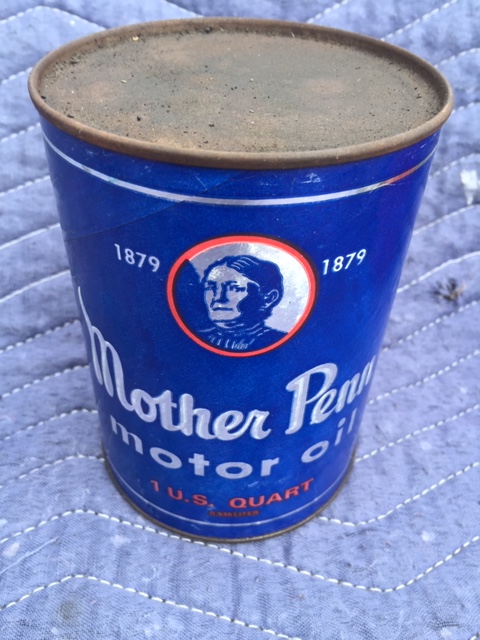 1879 1879
Mother Penn
motor oil
1 U.S. QUART